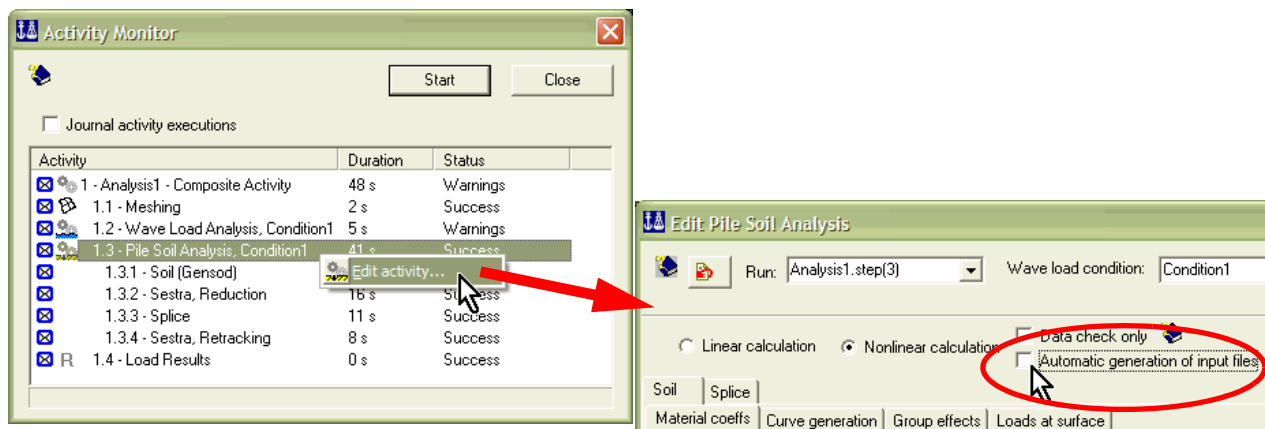 Activity Monitor
Start Close
Journal activity executions
Activity Duration Status
1 - Analysis1 - Composite Activity 48 s Warnings
1.1 - Meshing 2 s Success
1.2 - Wave Load Analysis, Condition1 5 s Warnings
1.3 - Pile Soil Analysis, Condition1 41 s Success
1.3.1 - Soil (Gensod)
Edit activity...
1.3.2 - Sestra, Reduction 16 s Success
1.3.3 - Splice 11 s Success
1.3.4 - Sestra, Retracking 8 s Success
R 1.4 - Load Results 0 s Success
Edit Pile Soil Analysis
Run: Analysis1.step(3) Wave load condition: Condition1
Data check only
Linear calculation Nonlinear calculation
Automatic generation of input files
Soil Splice
Material coeffs Curve generation Group effects Loads at surface